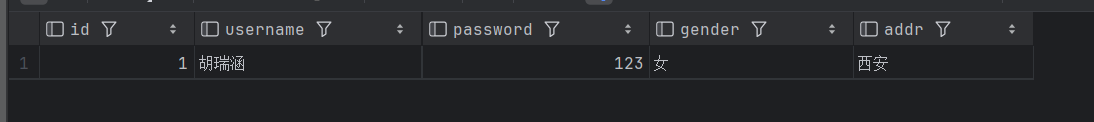 id username password gender addr
1 1 胡瑞涵 123 女 西安